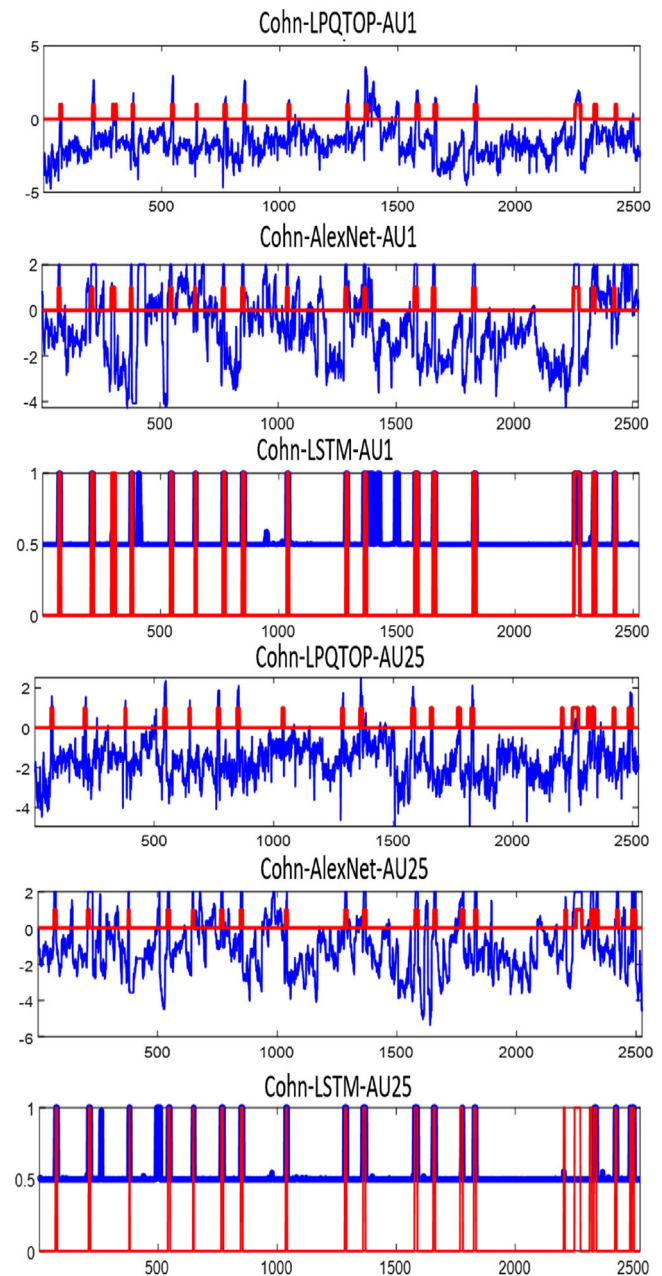 Cohn-LPQTOP-AU1
5
0
-5
500 1000 1500 2000 2500
Cohn-AlexNet-AU1
2
0
-2
-4
500 1000 1500 2000 2500
Cohn-LSTM-AU1
1
0.5
0
500 1000 1500 2000 2500
Cohn-LPQTOP-AU25
2
0
-2
-4
500 1000 1500 2000 2500
Cohn-AlexNet-AU25
2
0
-2
-4
-6
500 1000 1500 2000 2500
Cohn-LSTM-AU25
1
0.5
0
500 1000 1500 2000 2500